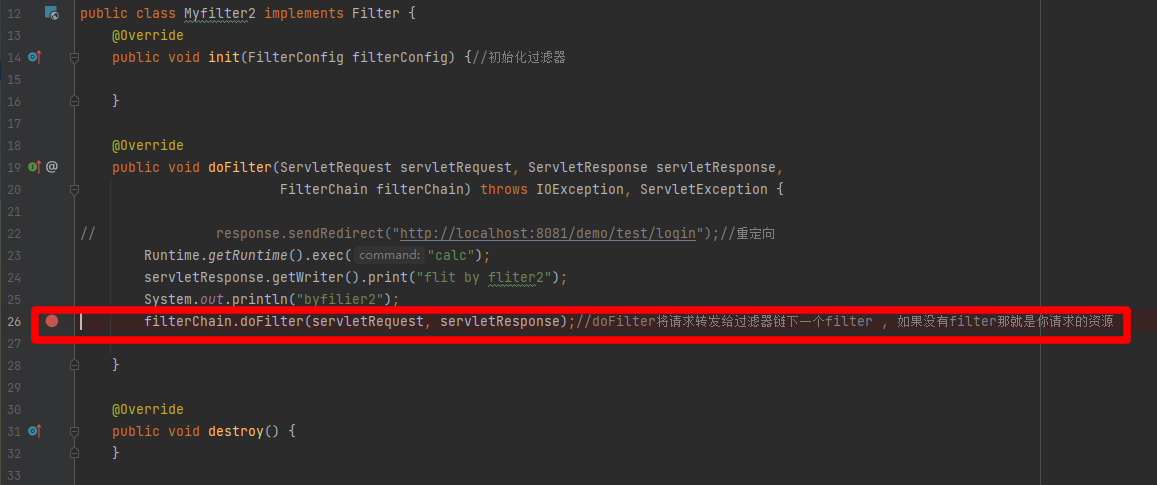 12 public class Myfilter2 implements Filter {
13 @Override
14 public void init(FilterConfig filterConfig) {//初始化过滤器
15
16 }
17
18 @Override
19 @ public void doFilter(ServletRequest servletRequest, ServletResponse servletResponse,
20 FilterChain filterChain) throws IOException, ServletException {
21
22 // response.sendRedirect("http://localhost:8081/demo/test/login");//重定向
23 Runtime.getRuntime().exec( command: "calc");
24 servletResponse.getWriter().print("flit by fliter2");
25 System.out.println("byfilier2");
26 filterChain.doFilter(servletRequest, servletResponse);//doFilter将请求转发给过滤器链下一个filter , 如果没有filter那就是你请求的资源
27
28 }
29
30 @Override
31 public void destroy() {
32 }
33